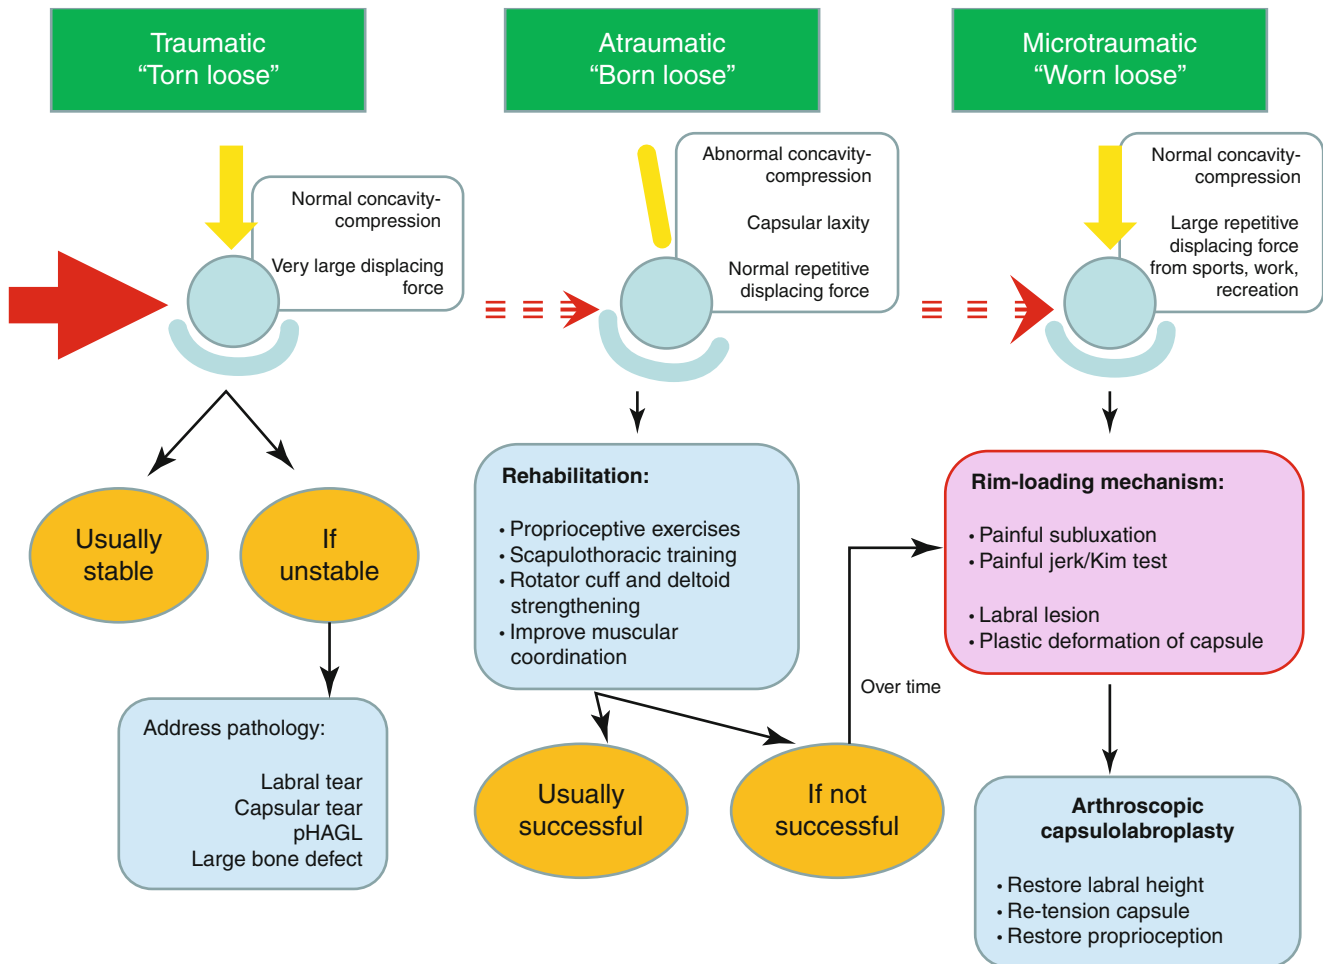 Traumatic
“Torn loose”
Atraumatic
“Born loose”
Microtraumatic
“Worn loose”
Normal concavity-
compression
Very large displacing
force
Abnormal concavity-
compression
Capsular laxity
Normal repetitive
displacing force
Normal concavity-
compression
Large repetitive
displacing force
from sports, work,
recreation
Usually
stable
If
unstable
Address pathology:
Labral tear
Capsular tear
pHAGL
Large bone defect
Rehabilitation:
• Proprioceptive exercises
• Scapulothoracic training
• Rotator cuff and deltoid
strengthening
• Improve muscular
coordination
Usually
successful
If not
successful
Over time
Rim-loading mechanism:
• Painful subluxation
• Painful jerk/Kim test
• Labral lesion
• Plastic deformation of capsule
Arthroscopic
capsulolabroplasty
• Restore labral height
• Re-tension capsule
• Restore proprioception